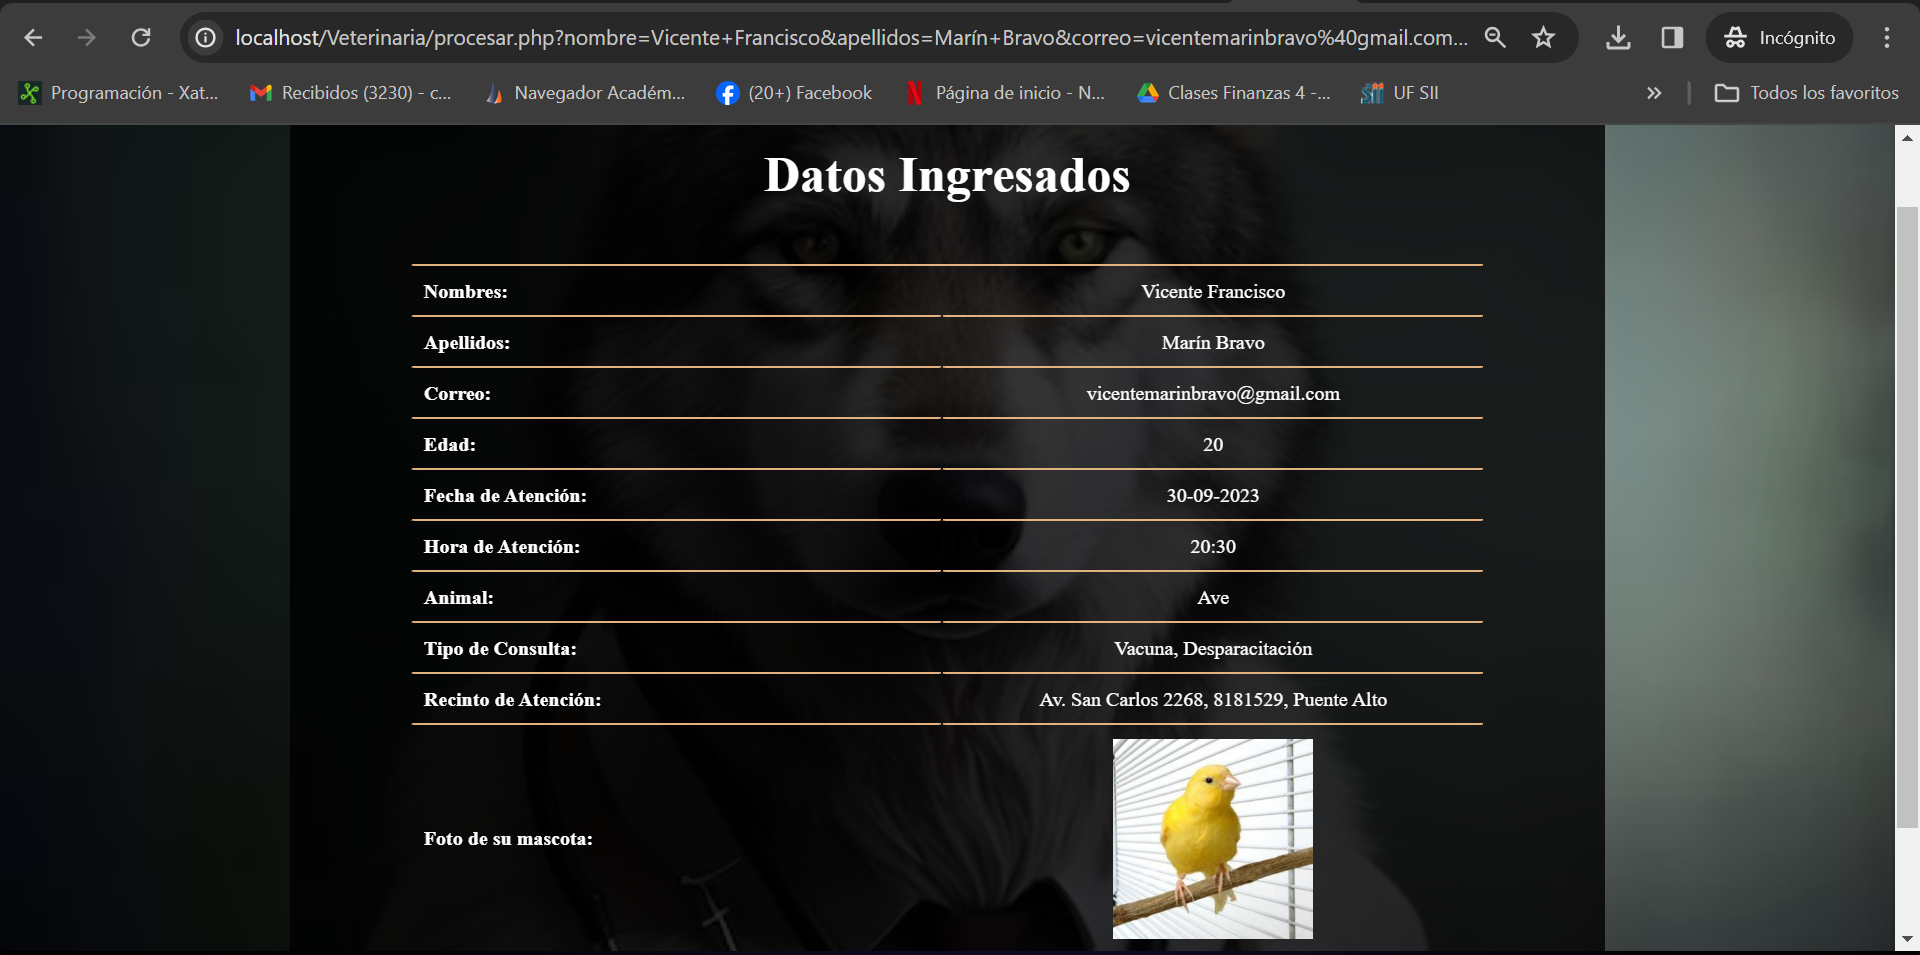 localhost/Veterinaria/procesar.php?nombre=Vicente+Francisco&apellidos=Marín+Bravo&correo=vicentemarinbravo%40gmail.com...
Incógnito
Programación - Xat...
Recibidos (3230) - c...
Navegador Académ...
(20+) Facebook
Página de inicio - N...
Clases Finanzas 4 -...
UF SII
Todos los favoritos
Datos Ingresados
Nombres: Vicente Francisco
Apellidos: Marín Bravo
Correo: vicentemarinbravo@gmail.com
Edad: 20
Fecha de Atención: 30-09-2023
Hora de Atención: 20:30
Animal: Ave
Tipo de Consulta: Vacuna, Desparacitación
Recinto de Atención: Av. San Carlos 2268, 8181529, Puente Alto
Foto de su mascota: